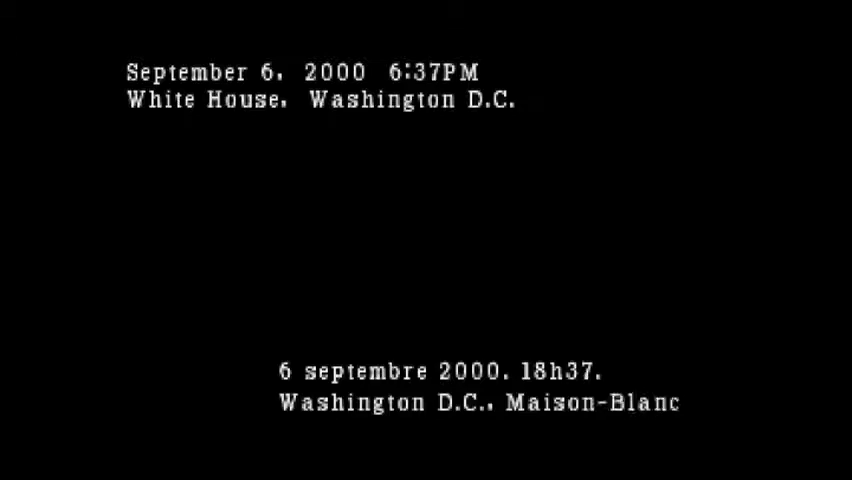 September 6, 2000 6:37PM
White House, Washington D.C.
6 septembre 2000. 18h37.
Washington D.C., Maison-Blanc